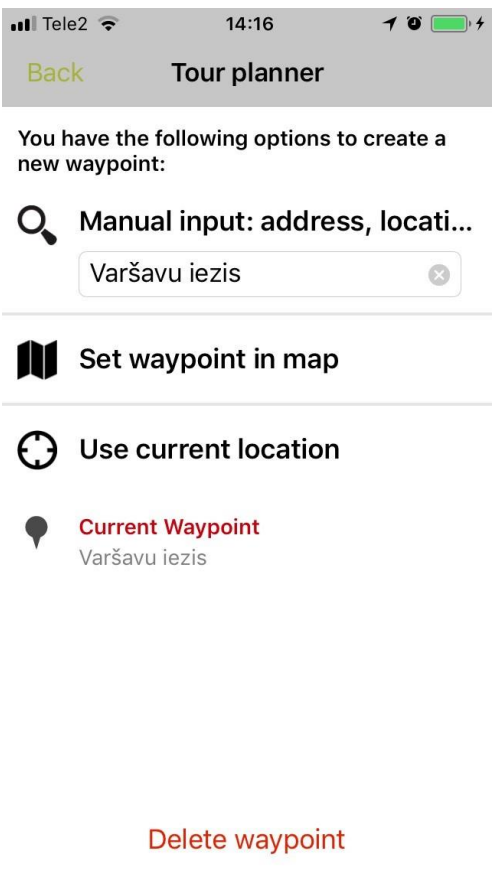 Tele2 14:16
Back Tour planner
You have the following options to create a
new waypoint:
Manual input: address, locati...
Varšavu iezis
Set waypoint in map
Use current location
Current Waypoint
Varšavu iezis
Delete waypoint